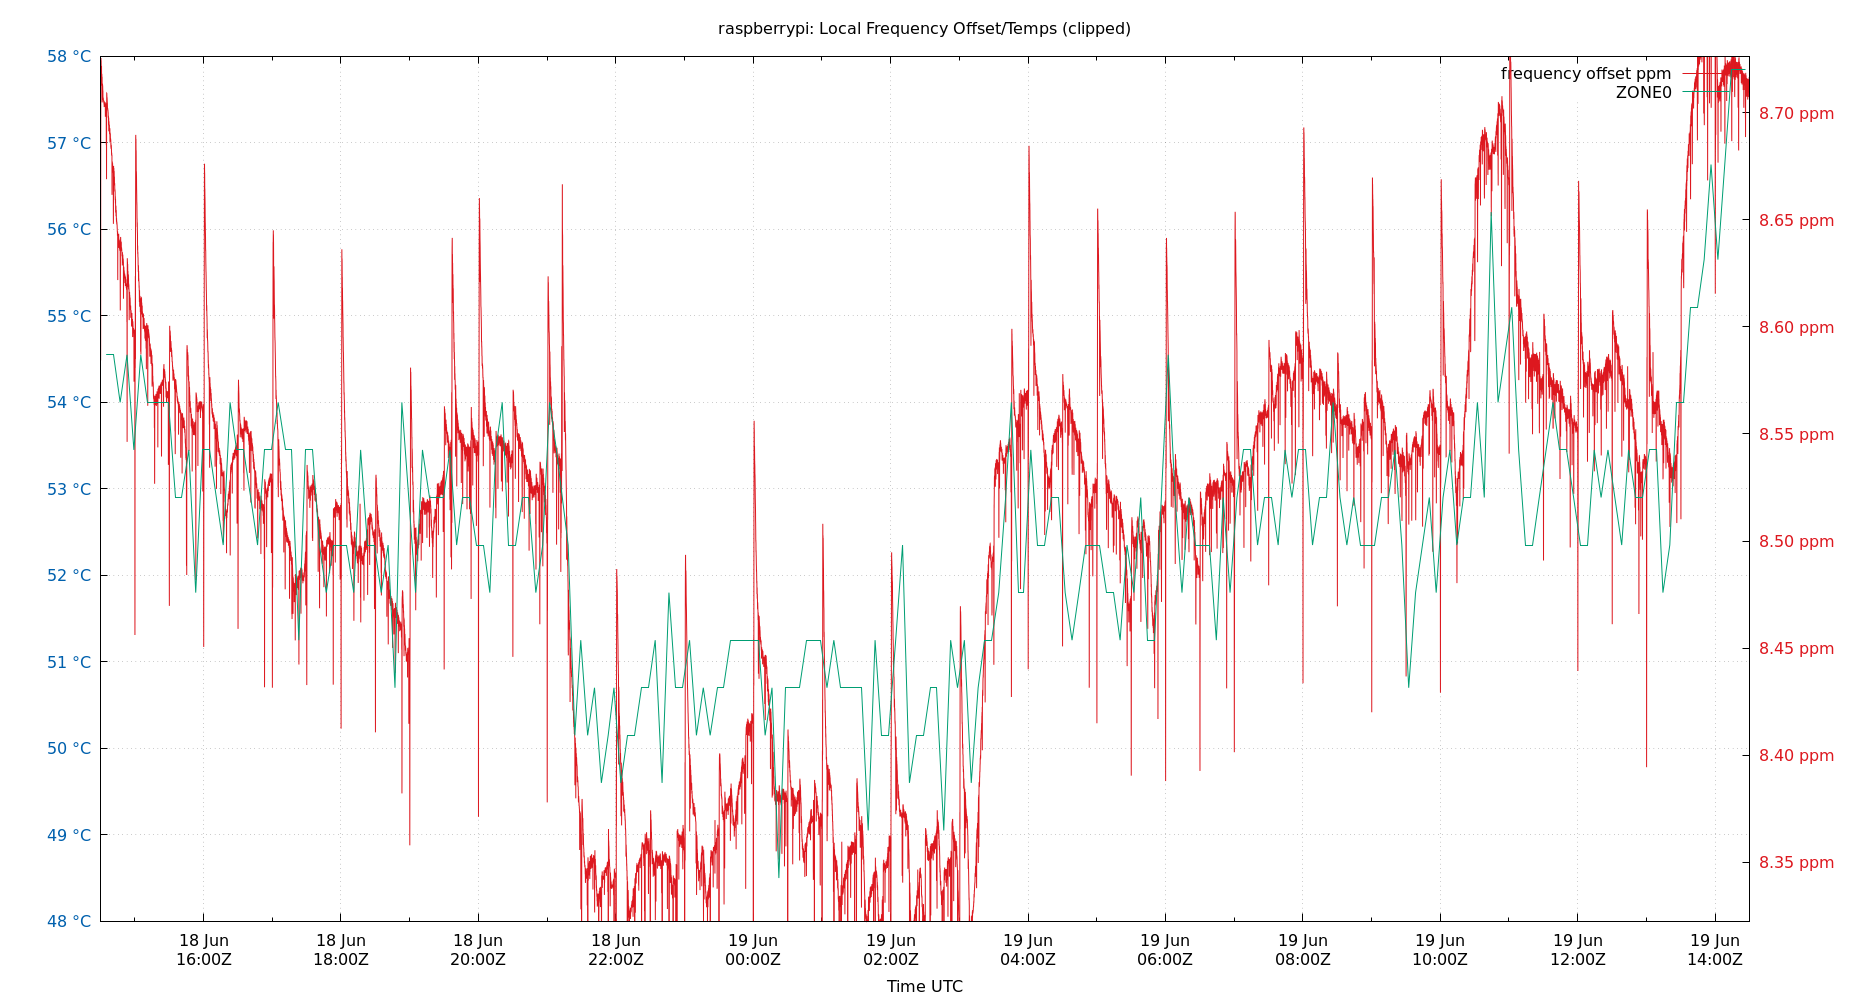 raspberrypi: Local Frequency Offset/Temps (clipped)
58 °C
57 °C
56 °C
55 °C
54 °C
53 °C
52 °C
51 °C
50 °C
49 °C
48 °C
frequency offset ppm
ZONE0
8.70 ppm
8.65 ppm
8.60 ppm
8.55 ppm
8.50 ppm
8.45 ppm
8.40 ppm
8.35 ppm
18 Jun 18 Jun 18 Jun 18 Jun 19 Jun 19 Jun 19 Jun 19 Jun 19 Jun 19 Jun 19 Jun 19 Jun
16:00Z 18:00Z 20:00Z 22:00Z 00:00Z 02:00Z 04:00Z 06:00Z 08:00Z 10:00Z 12:00Z 14:00Z
Time UTC